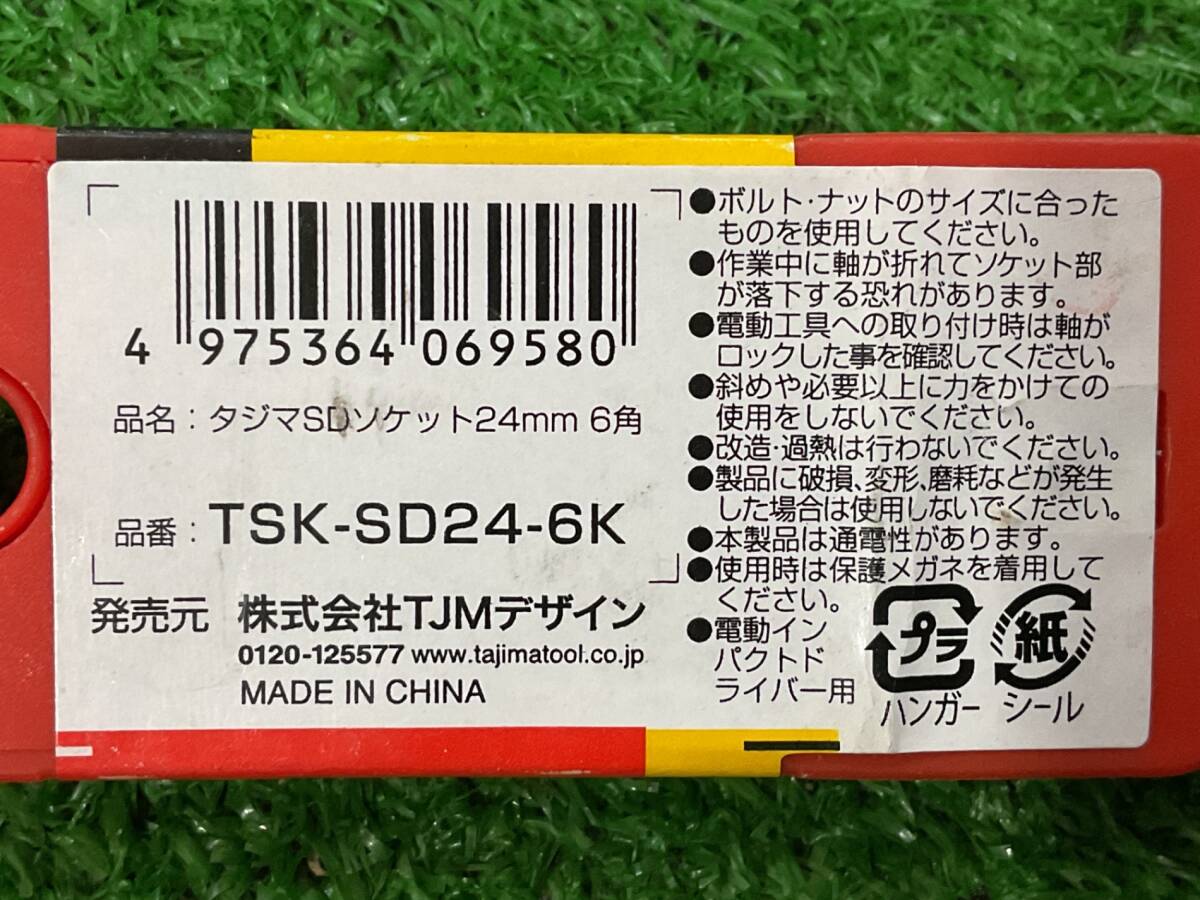 4 975364 069580
品名：タジマSDソケット24mm 6角
品番：TSK-SD24-6K
発売元 株式会社TJMデザイン
0120-125577 www.tajimatool.co.jp
MADE IN CHINA
●ボルト・ナットのサイズに合った
ものを使用してください。
●作業中に軸が折れてソケット部
が落下する恐れがあります。
●電動工具への取り付け時は軸が
ロックした事を確認してください。
●斜めや必要以上に力をかけての
使用をしないでください。
●改造・過熱は行わないでください。
●製品に破損、変形、磨耗などが発生
した場合は使用しないでください。
●本製品は通電性があります。
●使用時は保護メガネを着用して
ください。
●電動イン
パクトド
ライバー用
プラ
ハンガー
紙
シール